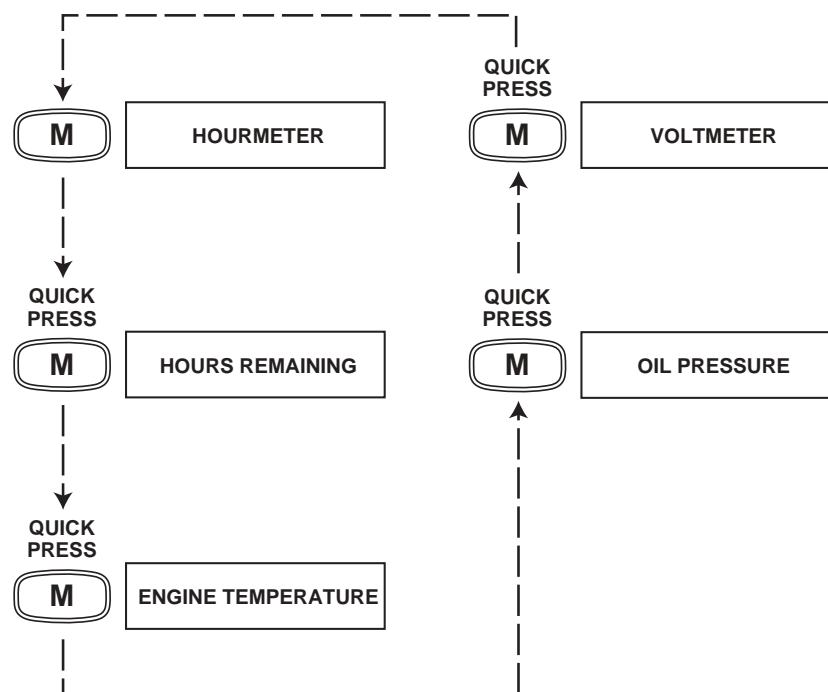 M
HOURMETER
QUICK
PRESS
M
HOURS REMAINING
QUICK
PRESS
M
ENGINE TEMPERATURE
QUICK
PRESS
M
OIL PRESSURE
QUICK
PRESS
M
VOLTMETER